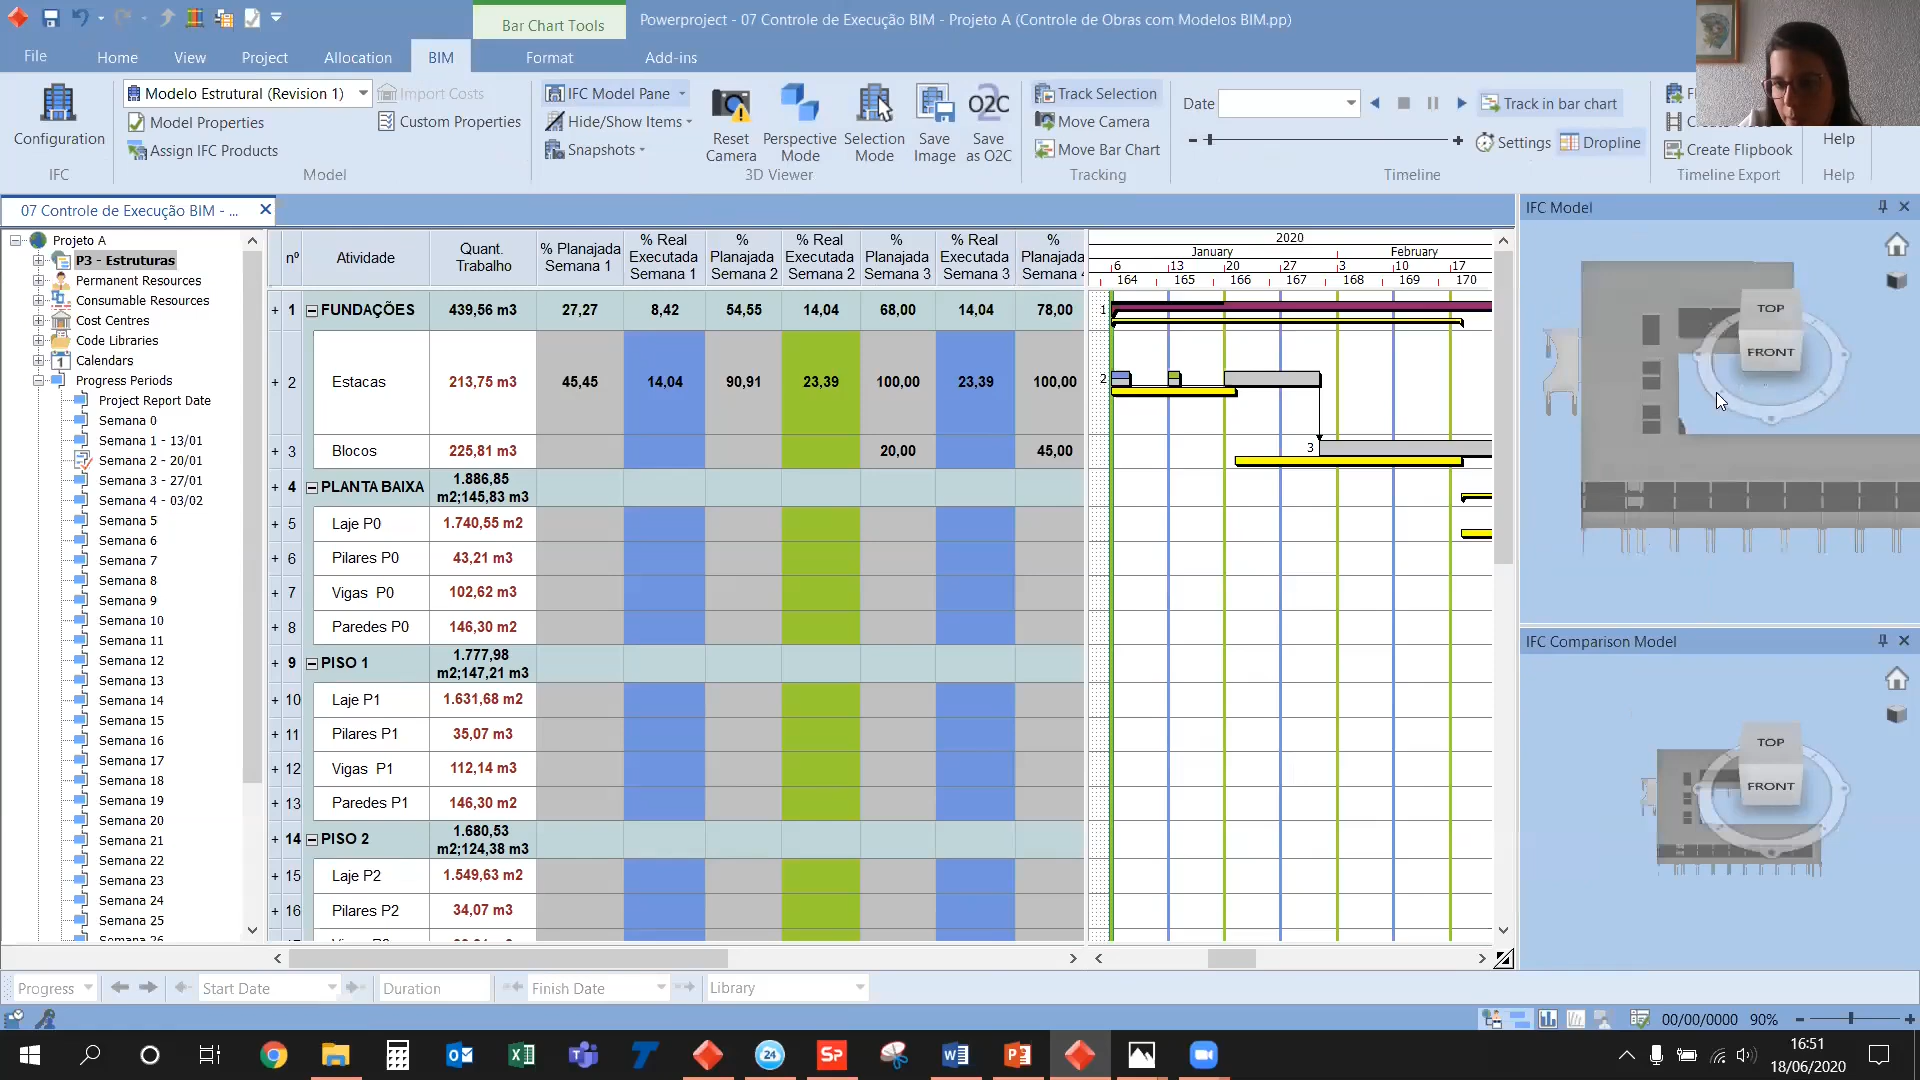 Bar Chart Tools
Powerproject - 07 Controle de Execução BIM - Projeto A (Controle de Obras com Modelos BIM.pp)
File Home View Project Allocation BIM Format Add-ins
Configuration
IFC
Modelo Estrutural (Revision 1)
Model Properties
Assign IFC Products
Import Costs
Custom Properties
Model
IFC Model Pane
Hide/Show Items
Snapshots
Reset Camera
Perspective Mode
Selection Mode
Save Image
Save as O2C
O2C
3D Viewer
Track Selection
Move Camera
Move Bar Chart
Tracking
Date
Track in bar chart
Settings
Dropline
Timeline
Create Flipbook
Timeline Export
Help
Help
07 Controle de Execução BIM - ...
Projeto A
P3 - Estruturas
Permanent Resources
Consumable Resources
Cost Centres
Code Libraries
Calendars
Progress Periods
Project Report Date
Semana 0
Semana 1 - 13/01
Semana 2 - 20/01
Semana 3 - 27/01
Semana 4 - 03/02
Semana 5
Semana 6
Semana 7
Semana 8
Semana 9
Semana 10
Semana 11
Semana 12
Semana 13
Semana 14
Semana 15
Semana 16
Semana 17
Semana 18
Semana 19
Semana 20
Semana 21
Semana 22
Semana 23
Semana 24
Semana 25
Semana 26
nº Atividade Quant. Trabalho % Planajada Semana 1 % Real Executada Semana 1 % Planajada Semana 2 % Real Executada Semana 2 % Planajada Semana 3 % Real Executada Semana 3 % Planajada Semana 4
1 FUNDAÇÕES 439,56 m3 27,27 8,42 54,55 14,04 68,00 14,04 78,00
2 Estacas 213,75 m3 45,45 14,04 90,91 23,39 100,00 23,39 100,00
3 Blocos 225,81 m3 20,00 45,00
4 PLANTA BAIXA 1.886,85 m2;145,83 m3
5 Laje P0 1.740,55 m2
6 Pilares P0 43,21 m3
7 Vigas P0 102,62 m3
8 Paredes P0 146,30 m2
9 PISO 1 1.777,98 m2;147,21 m3
10 Laje P1 1.631,68 m2
11 Pilares P1 35,07 m3
12 Vigas P1 112,14 m3
13 Paredes P1 146,30 m2
14 PISO 2 1.680,53 m2;124,38 m3
15 Laje P2 1.549,63 m2
16 Pilares P2 34,07 m3
2020
January February
6 13 20 27 3 10 17
164 165 166 167 168 169 170
1
2
3
IFC Model
TOP
FRONT
IFC Comparison Model
TOP
FRONT
Progress Start Date Duration Finish Date Library
00/00/0000 90%
24
SP
16:51
18/06/2020